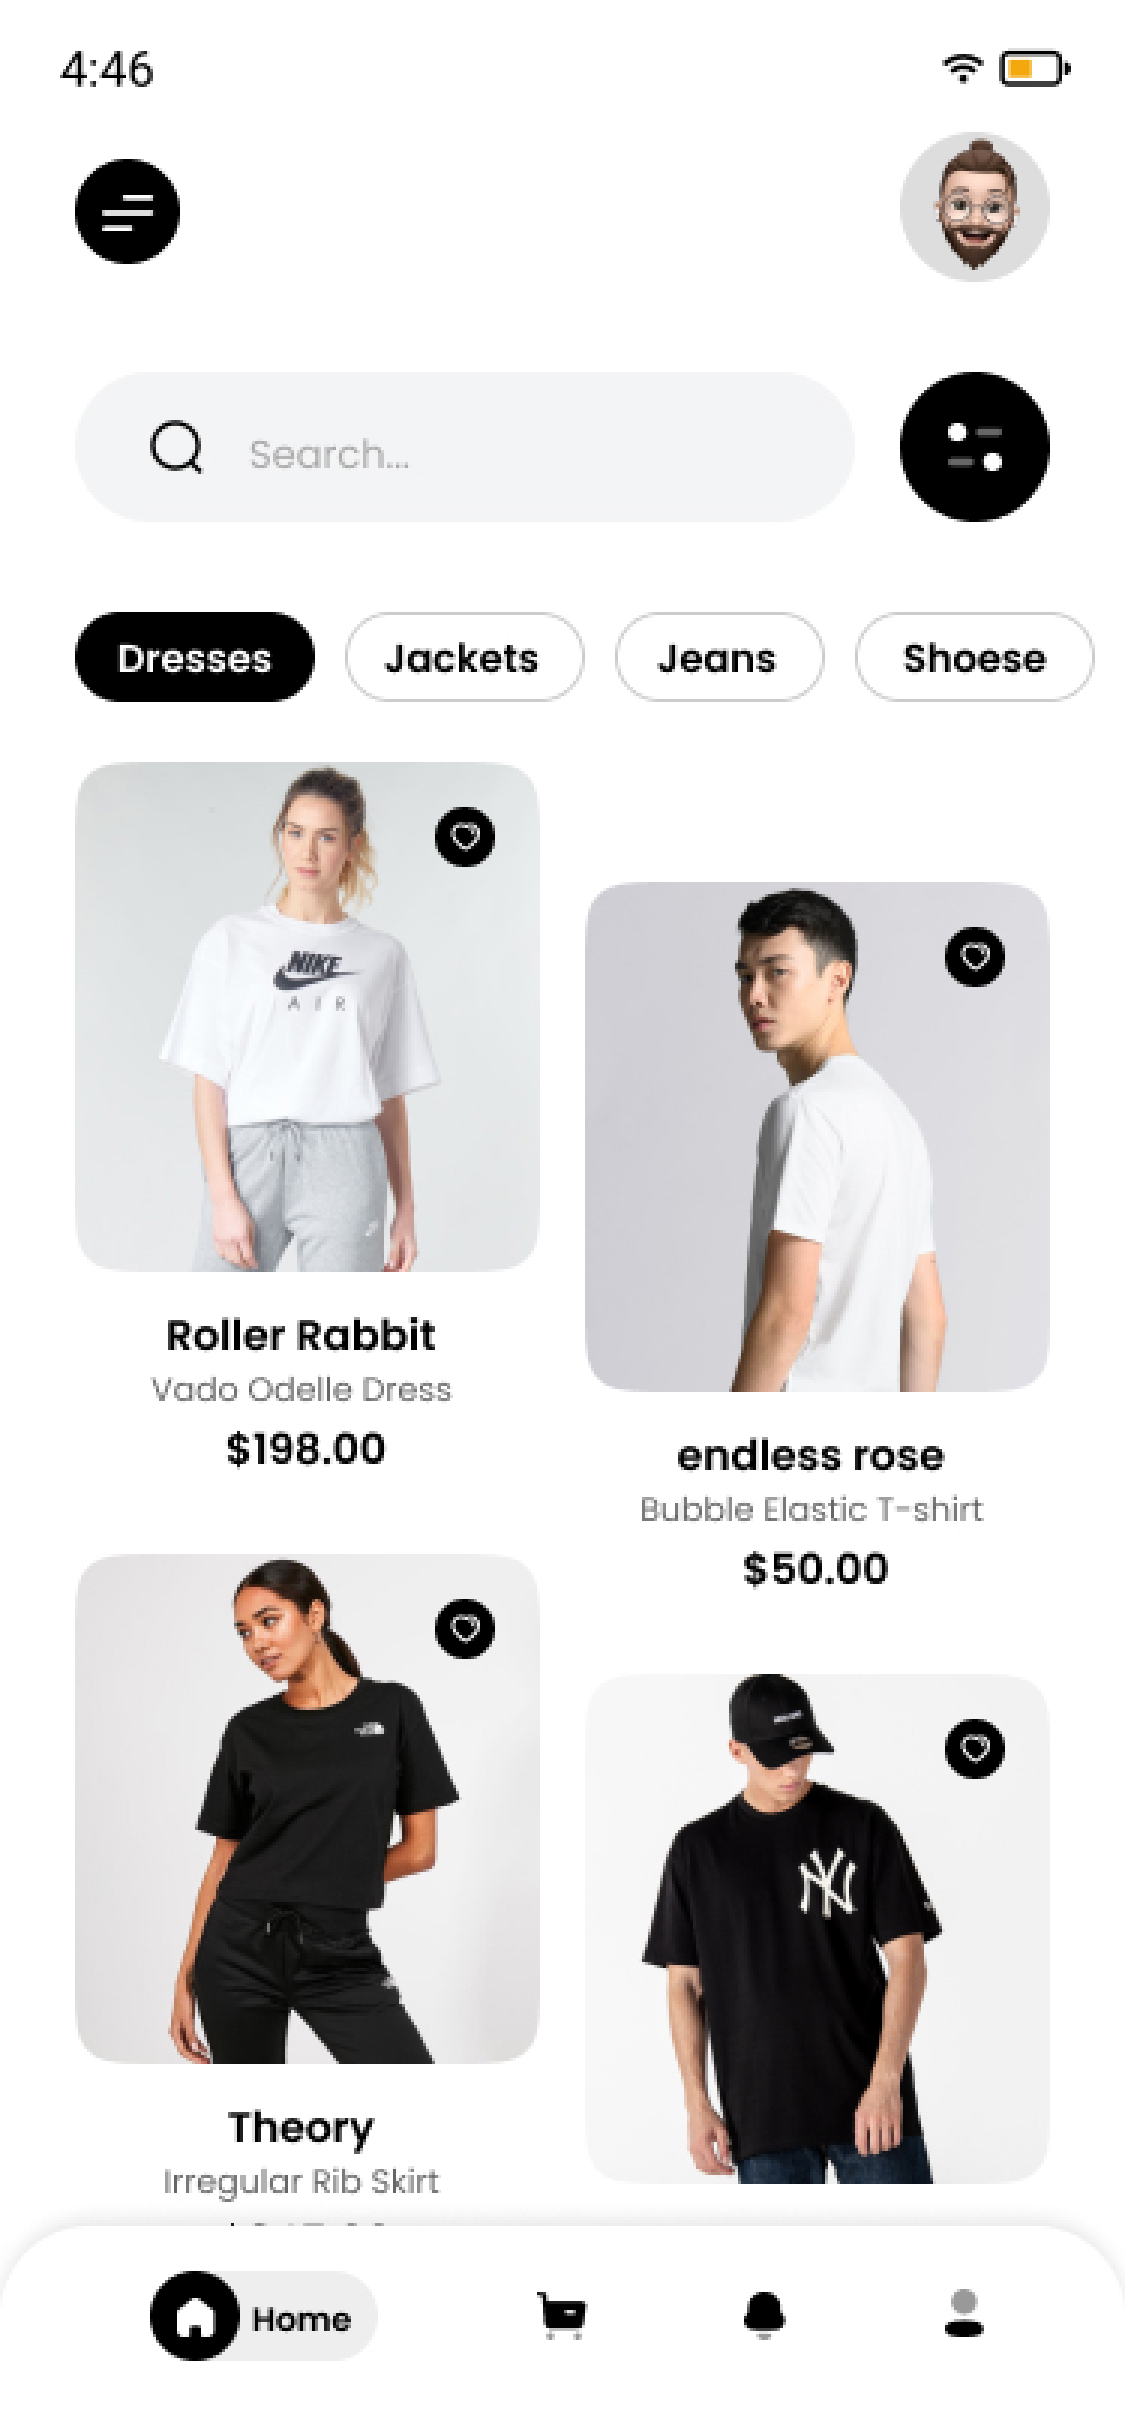 4:46
Search...
Dresses Jackets Jeans Shoese
NIKE
AIR
Roller Rabbit
Vado Odelle Dress
$198.00
endless rose
Bubble Elastic T-shirt
$50.00
NY
Theory
Irregular Rib Skirt
Home